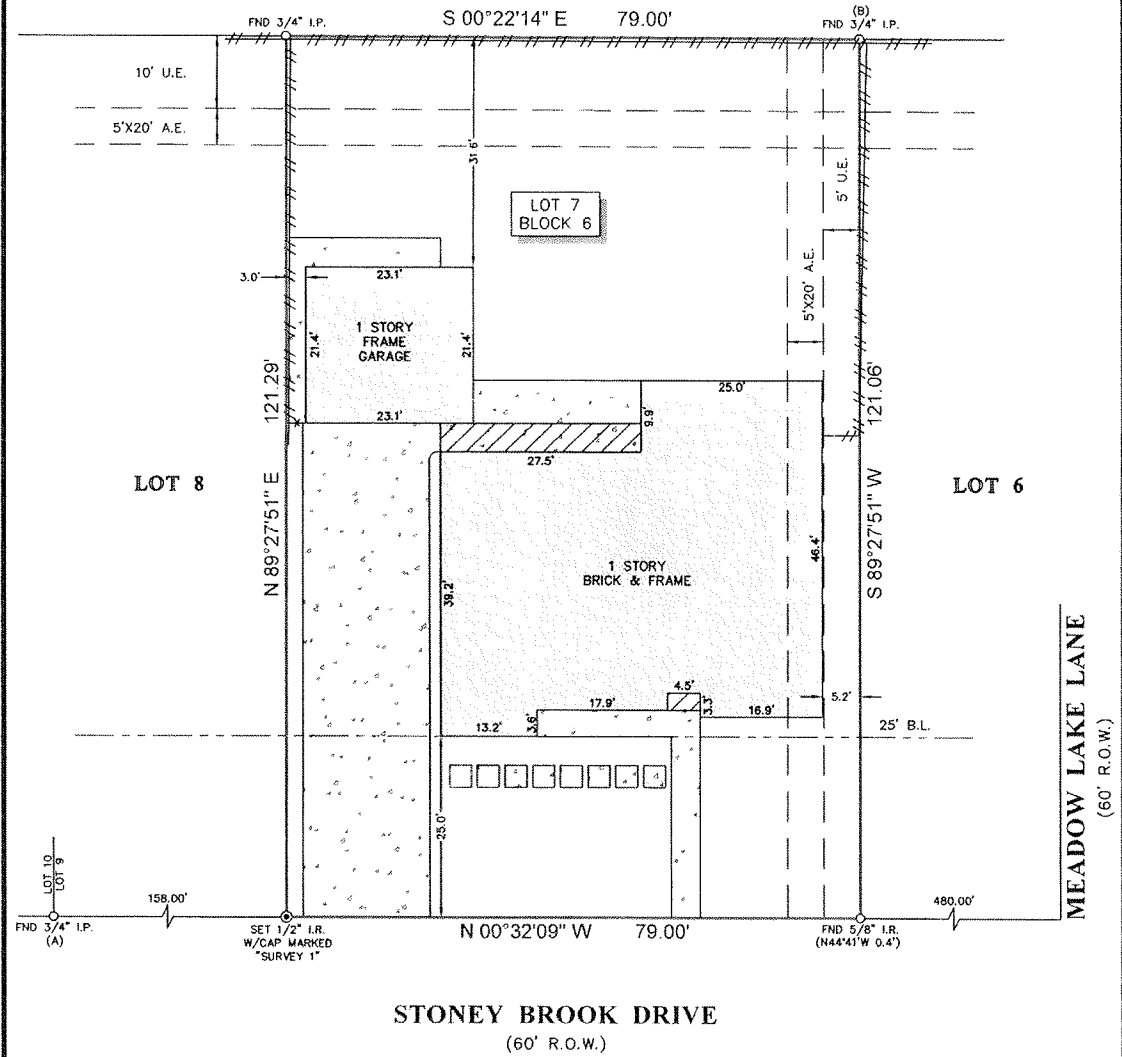 S 00°22'14" E 79.00'
(B)
FND 3/4" I.P.
FND 3/4" I.P.
10' U.E.
5'X20' A.E.
31.6'
LOT 7
BLOCK 6
5' U.E.
5'X20' A.E.
3.0'
23.1'
1 STORY
FRAME
GARAGE
21.4'
21.4'
23.1'
N 89°27'51" E 121.29'
S 89°27'51" W 121.06'
25.0'
9.9'
27.5'
LOT 8
LOT 6
1 STORY
BRICK & FRAME
39.2'
46.4'
4.5'
3.3'
5.2'
17.9'
16.9'
13.2'
3.6'
25' B.L.
25.0'
MEADOW LAKE LANE
(60' R.O.W.)
LOT 10
LOT 9
158.00'
480.00'
FND 3/4" I.P.
(A)
SET 1/2" I.R.
W/CAP MARKED
"SURVEY 1"
N 00°32'09" W 79.00'
FND 5/8" I.R.
(N44°41'W 0.4')
STONEY BROOK DRIVE
(60' R.O.W.)